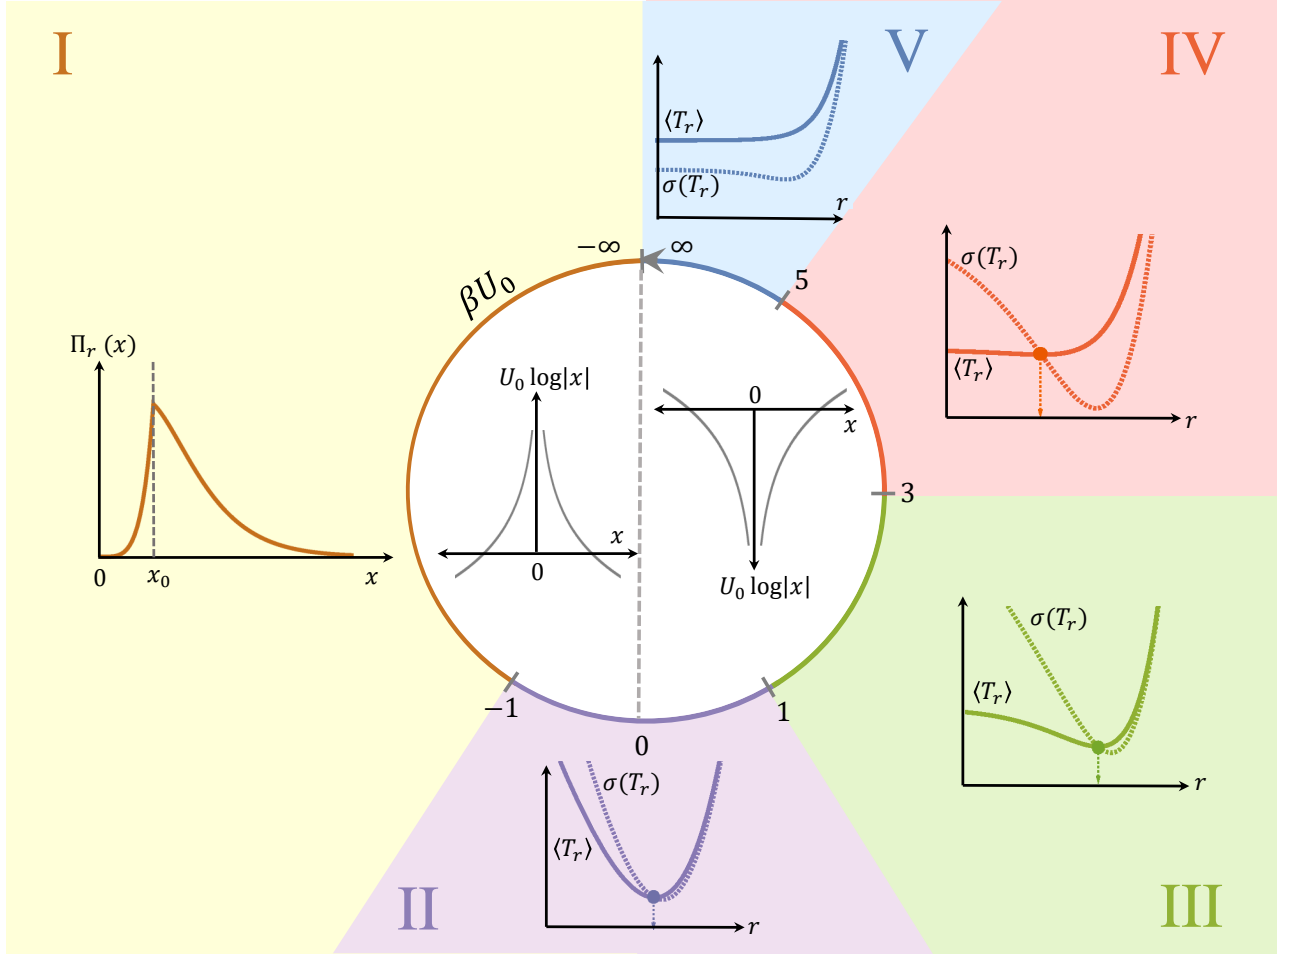 I
V
IV
⟨T_r⟩
σ(T_r)
r
−∞
∞
5
βU_0
σ(T_r)
⟨T_r⟩
r
Π_r (x)
0
x_0
x
U_0 log|x|
x
0
0
x
U_0 log|x|
3
−1
0
1
σ(T_r)
⟨T_r⟩
r
σ(T_r)
⟨T_r⟩
r
II
III